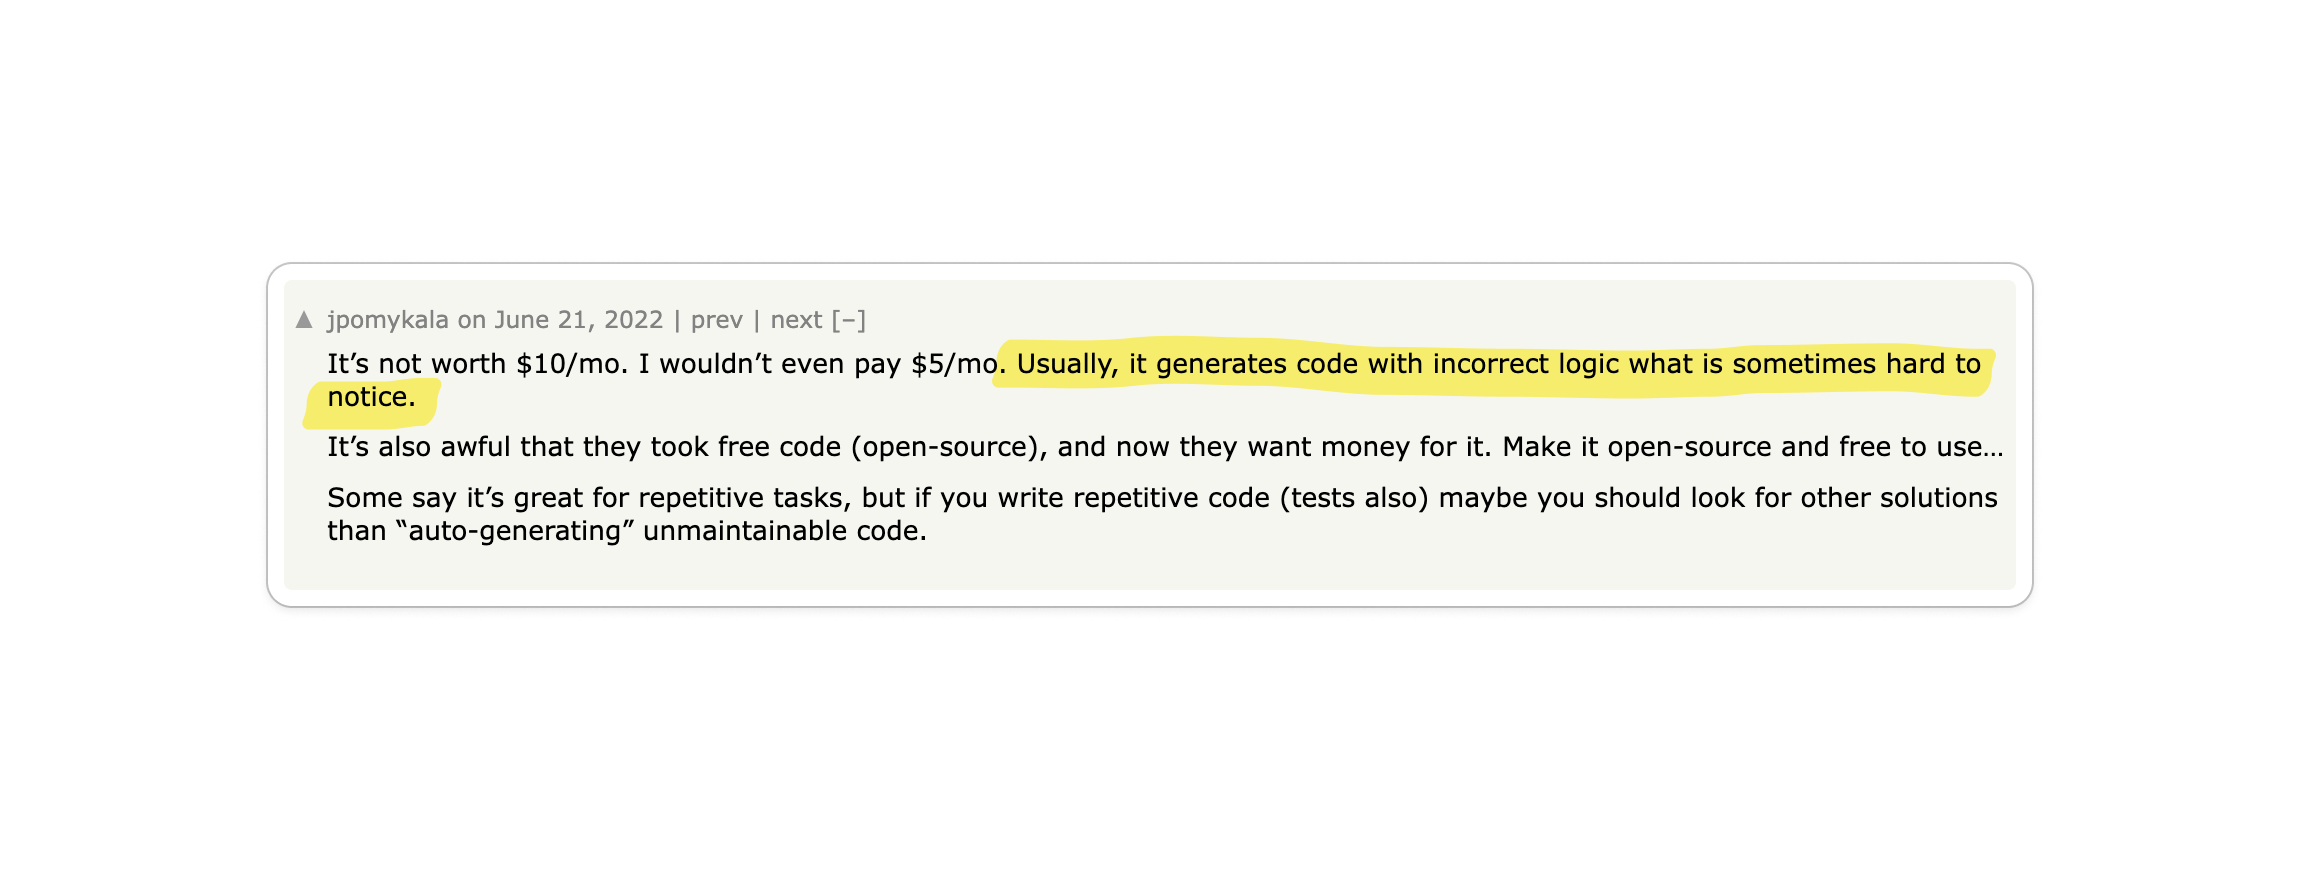 ▲ jpomykala on June 21, 2022 | prev | next [–]
It’s not worth $10/mo. I wouldn’t even pay $5/mo. Usually, it generates code with incorrect logic what is sometimes hard to
notice.
It’s also awful that they took free code (open-source), and now they want money for it. Make it open-source and free to use…
Some say it’s great for repetitive tasks, but if you write repetitive code (tests also) maybe you should look for other solutions
than “auto-generating” unmaintainable code.